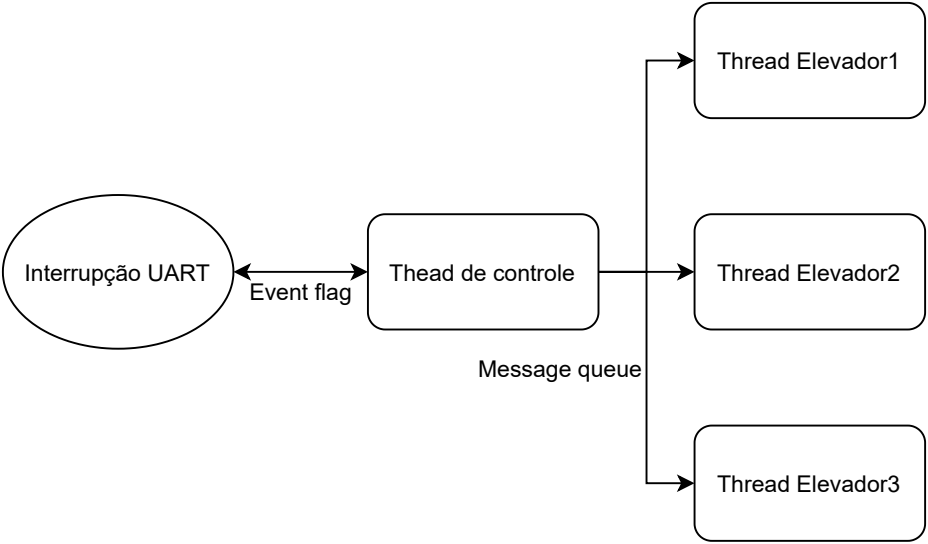 Thread Elevador1
Interrupção UART
Event flag
Thead de controle
Thread Elevador2
Message queue
Thread Elevador3